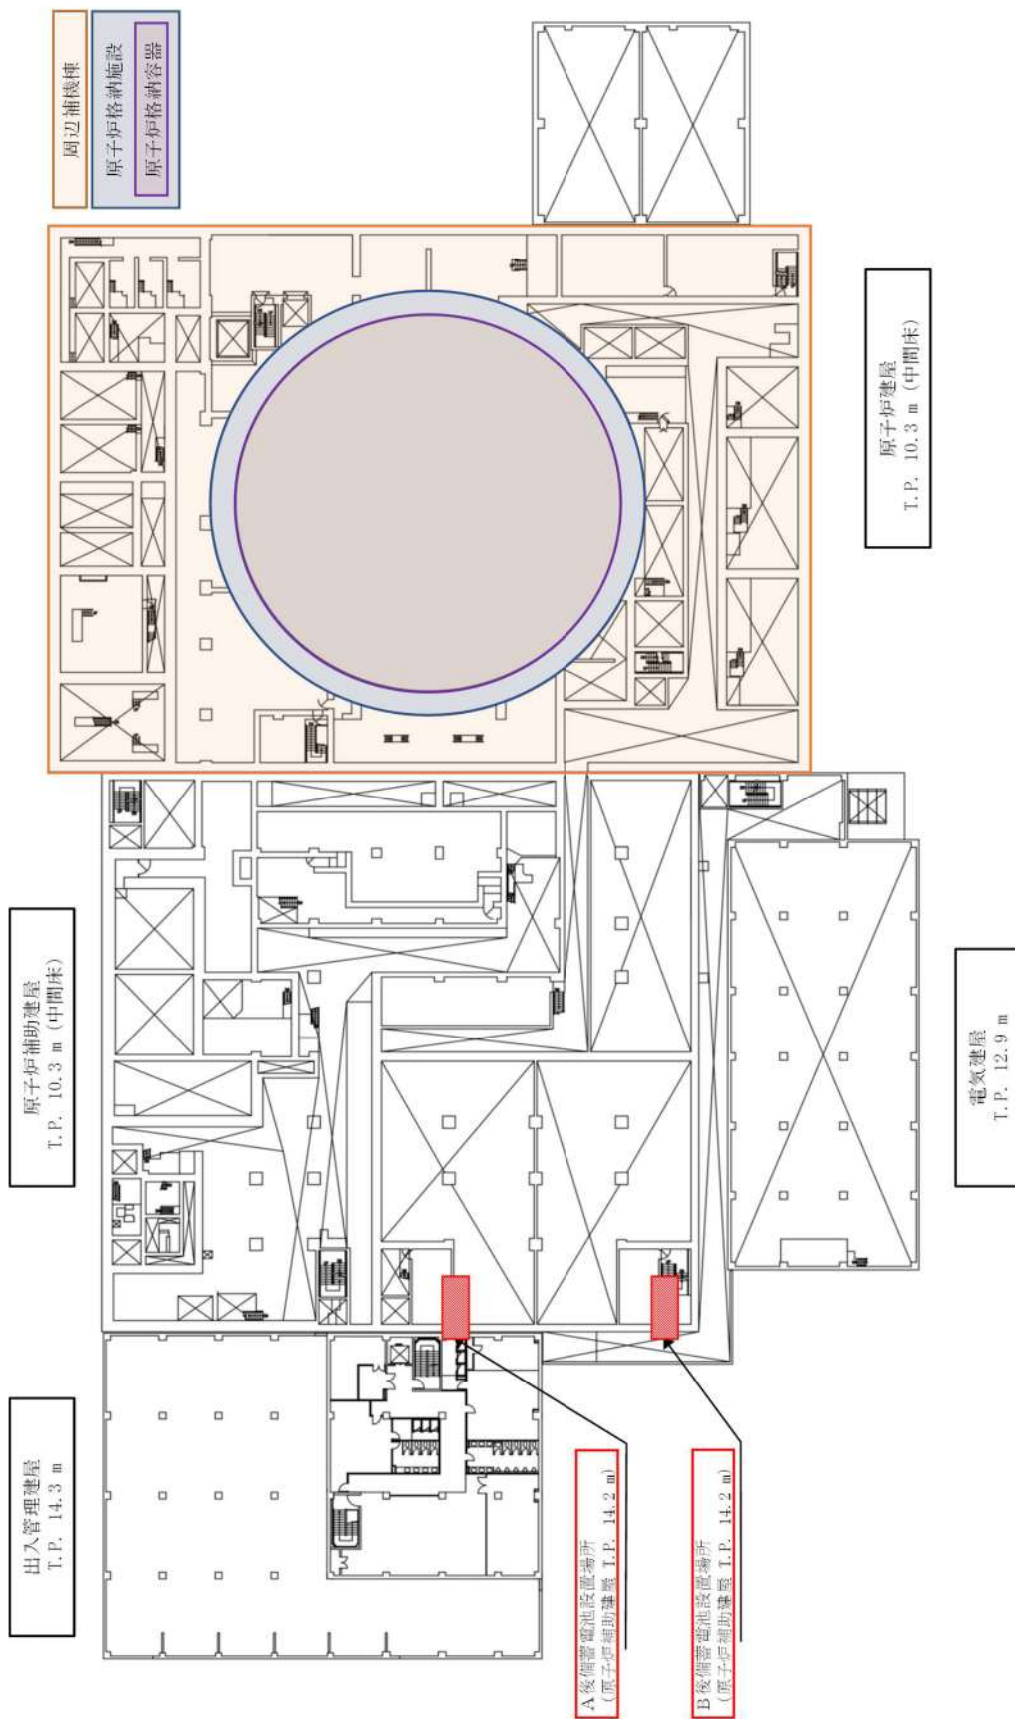 周辺補機棟
原子炉格納施設
原子炉格納容器
原子炉建屋
T.P. 10.3 m (中間床)
原子炉補助建屋
T.P. 10.3 m (中間床)
電気建屋
T.P. 12.9 m
出入管理建屋
T.P. 14.3 m
A後備蓄電池設置場所
(原子炉補助建屋 T.P. 14.2 m)
B後備蓄電池設置場所
(原子炉補助建屋 T.P. 14.2 m)